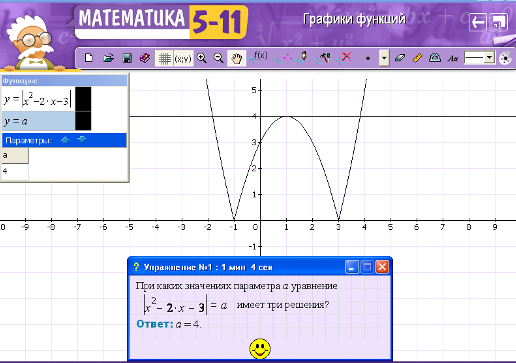 МАТЕМАТИКА 5-11
Графики функций
(x;y)
f(x)
Aa
Функции:
y = |x²−2·x−3|
y = a
Параметры:
a
4
5
4
3
2
1
-1
0 -9 -8 -7 -6 -5 -4 -3 -2 -1 0 1 2 3 4 5 6 7 8 9
Упражнение №1 : 1 мин 4 сек
При каких значениях параметра a уравнение
|x²− 2·x − 3| = a имеет три решения?
Ответ: a = 4.